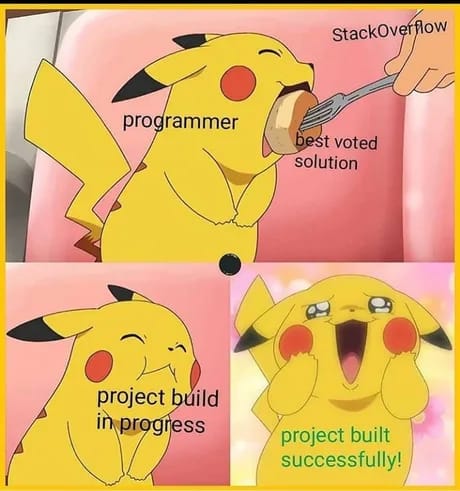 StackOverflow
programmer
best voted
solution
project build
in progress
project built
successfully!